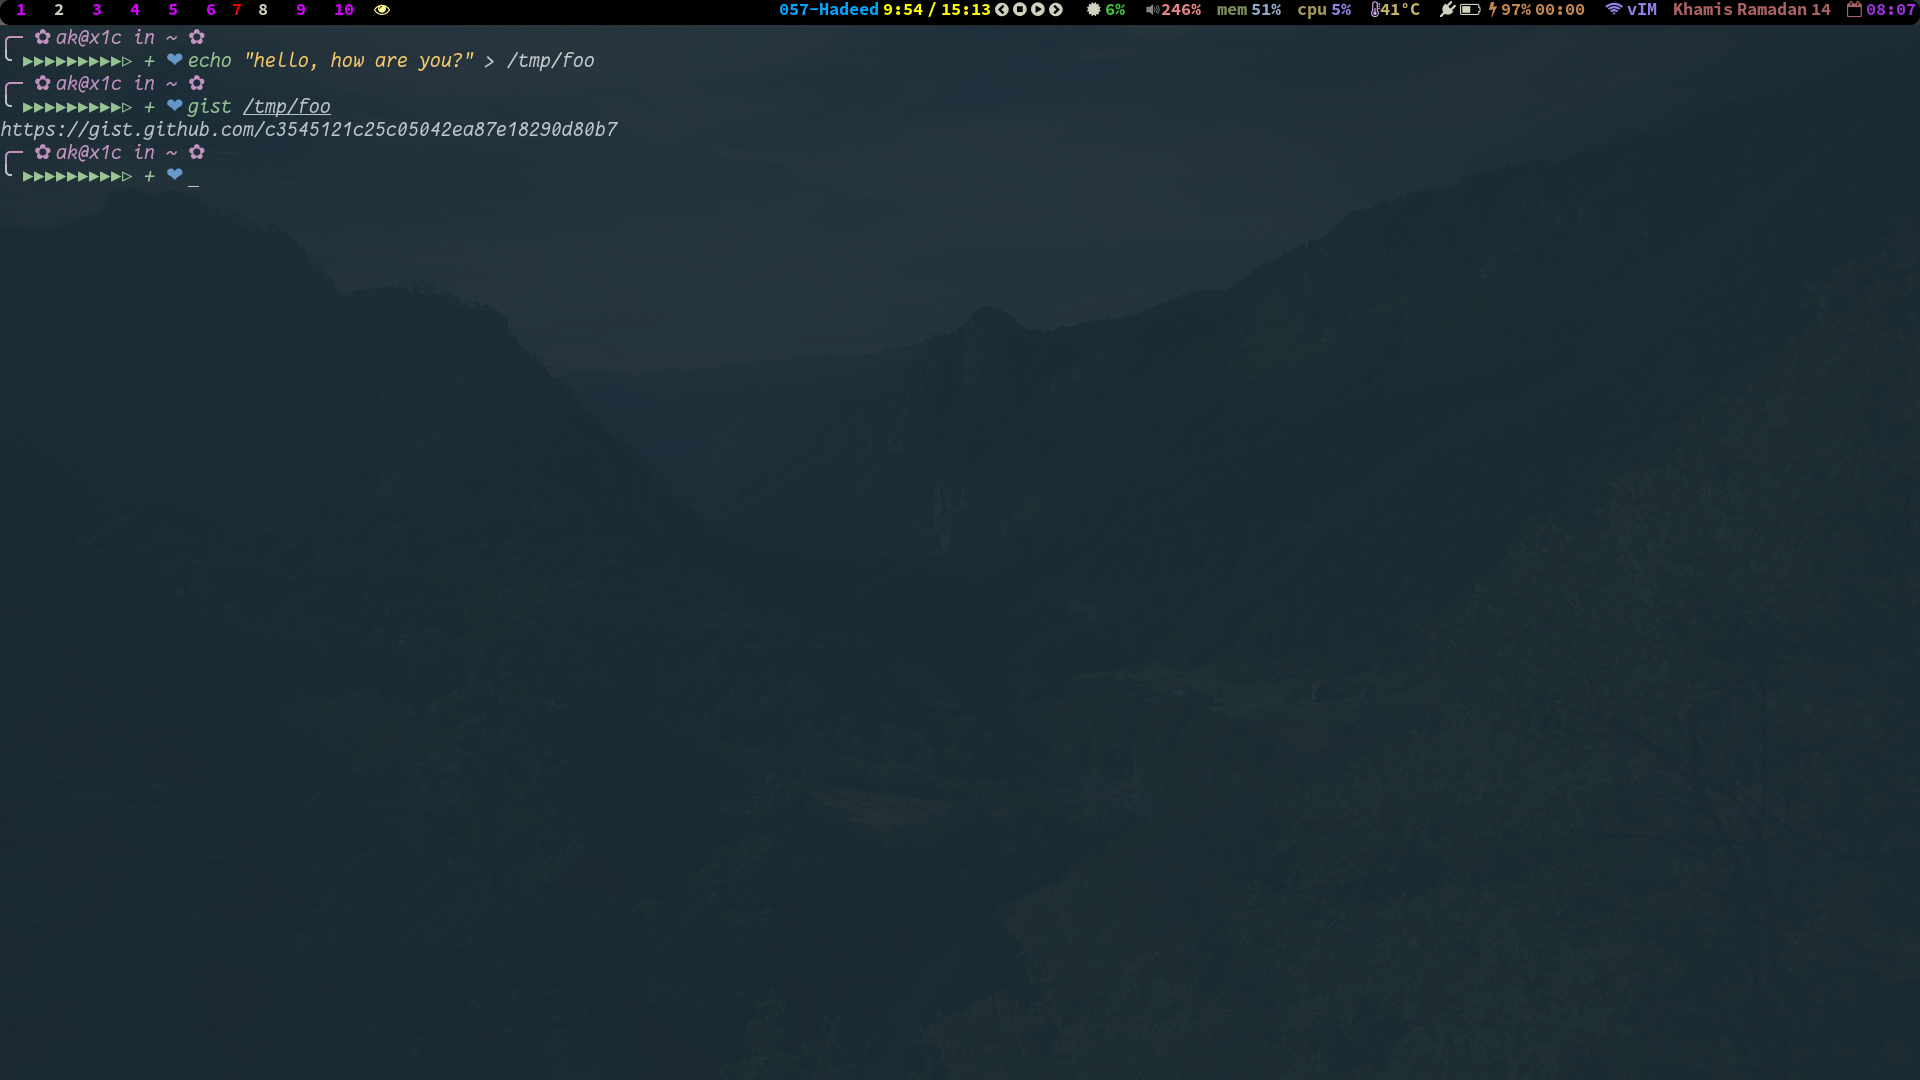 1 2 3 4 5 6 7 8 9 10 057-Hadeed 9:54 / 15:13 6% 246% mem 51% cpu 5% 41°C 97% 00:00 vIM Khamis Ramadan 14 08:07
╭─ ✿ ak@x1c in ~ ✿
╰ ▶▶▶▶▶▶▶▶▶▷ + ❤ echo "hello, how are you?" > /tmp/foo
╭─ ✿ ak@x1c in ~ ✿
╰ ▶▶▶▶▶▶▶▶▶▷ + ❤ gist /tmp/foo
https://gist.github.com/c3545121c25c05042ea87e18290d80b7
╭─ ✿ ak@x1c in ~ ✿
╰ ▶▶▶▶▶▶▶▶▶▷ + ❤ _